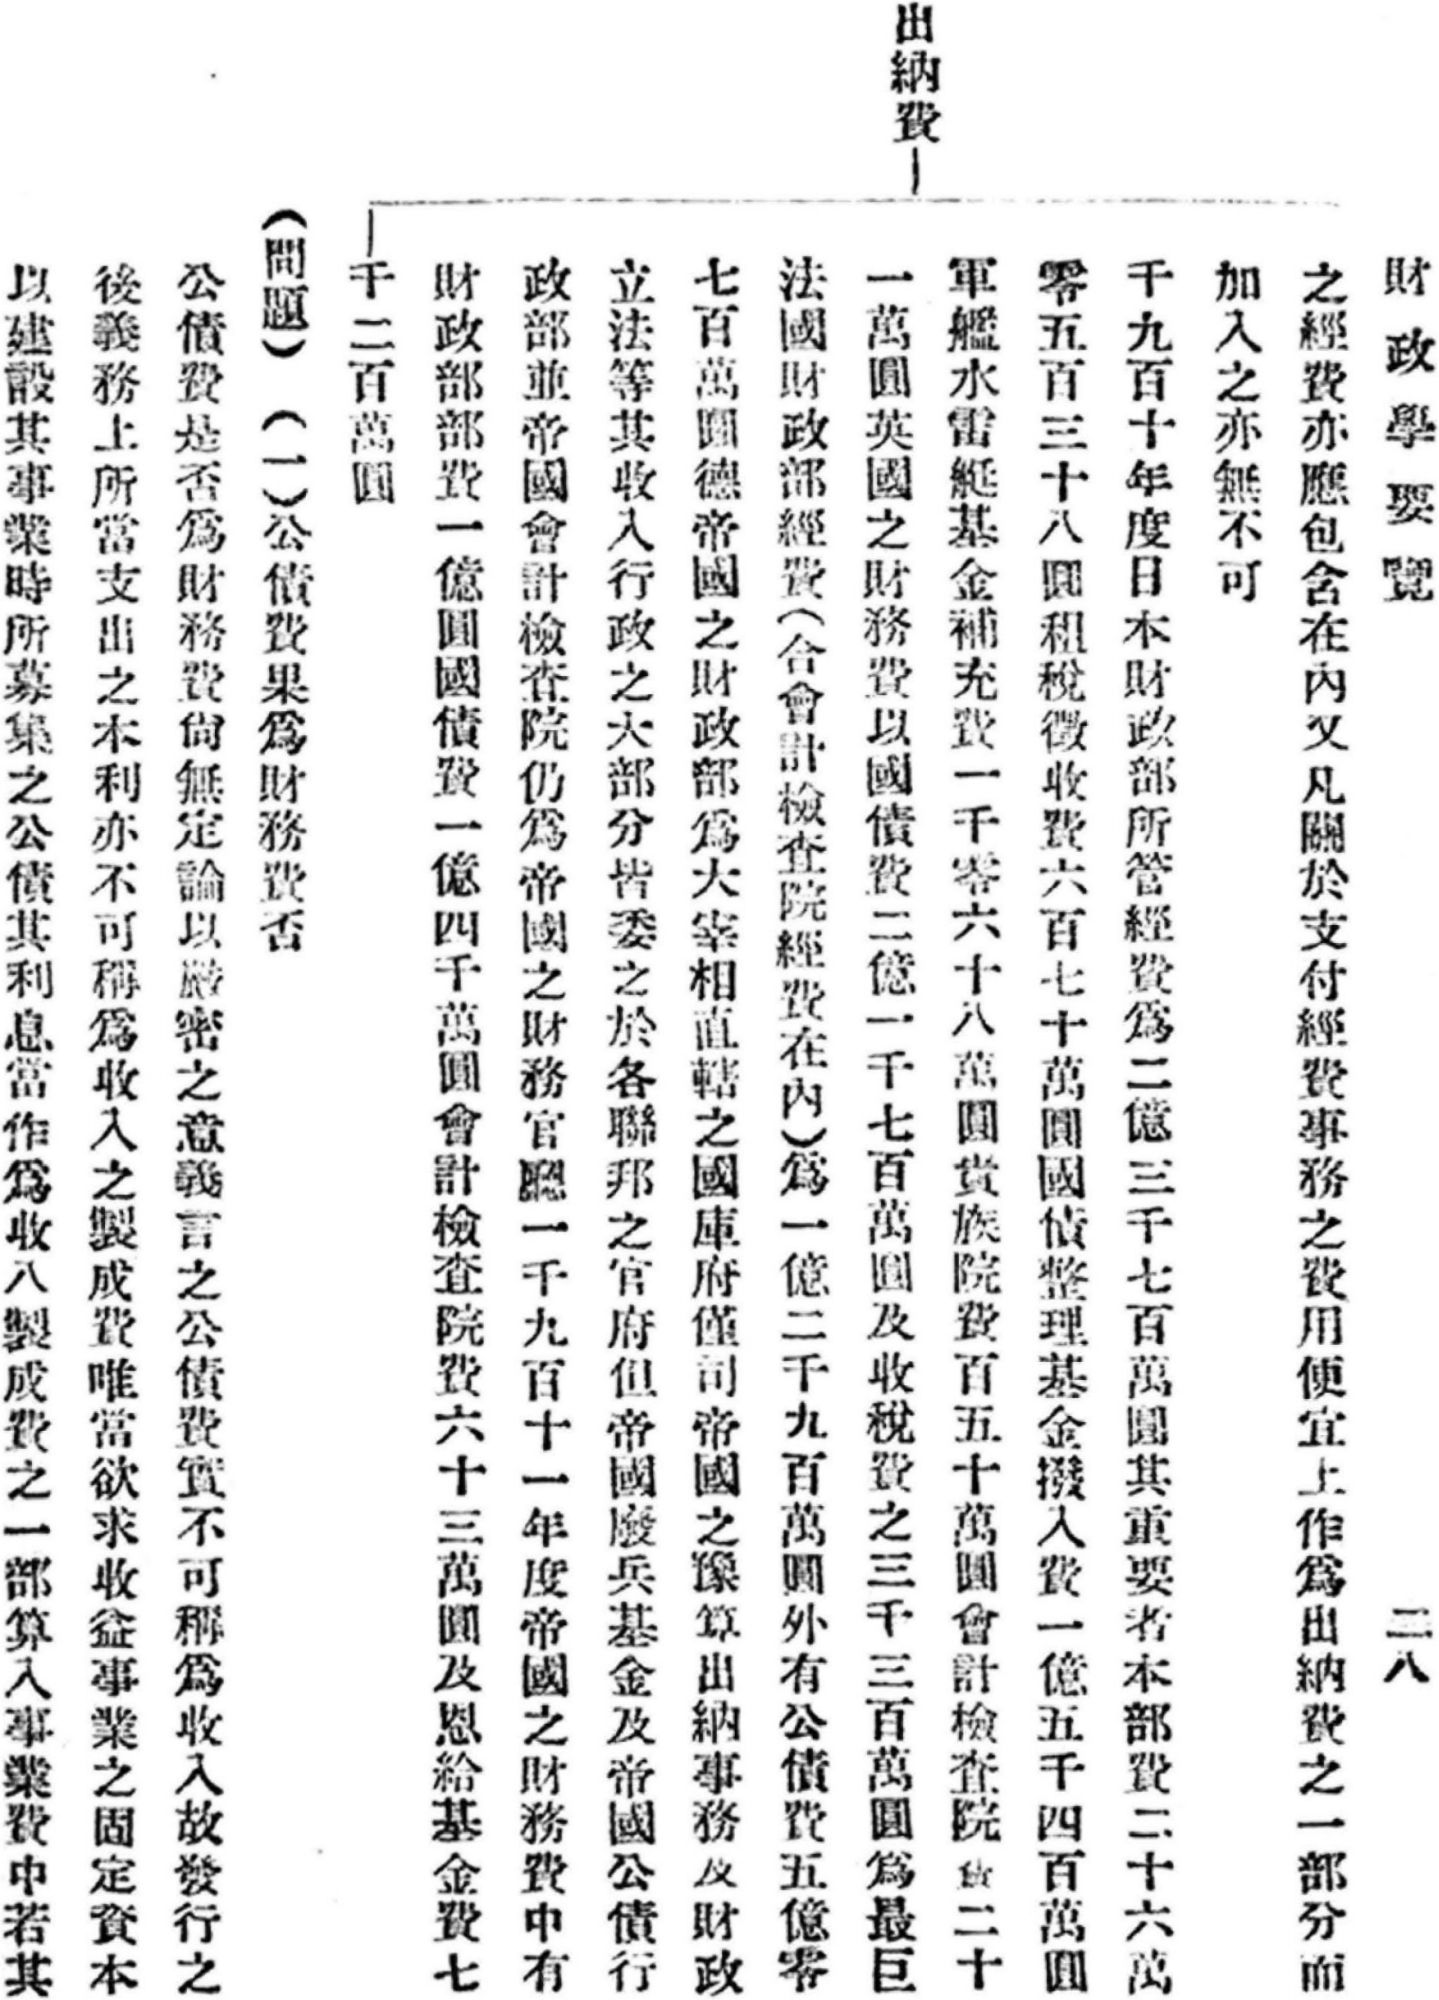 財政學要覽 二八
出納費
之經費亦應包含在內又凡關於支付經費事務之費用便宜上作爲出納費之一部分而
加入之亦無不可
千九百十年度日本財政部所管經費爲二億三千七百萬圓其重要者本部費二十六萬
零五百三十八圓租稅徵收費六百七十萬圓國債整理基金撥入費一億五千四百萬圓
軍艦水雷艇基金補充費一千零六十八萬圓貴族院費百五十萬圓會計檢查院費二十
一萬圓英國之財務費以國債費二億一千七百萬圓及收稅費之三千三百萬圓爲最巨
法國財政部經費(合會計檢查院經費在內)爲一億二千九百萬圓外有公債費五億零
七百萬圓德帝國之財政部爲大宰相直轄之國庫府僅司帝國之豫算出納事務及財政
立法等其收入行政之大部分皆委之於各聯邦之官府但帝國廢兵基金及帝國公債行
政部並帝國會計檢查院仍爲帝國之財務官廳一千九百十一年度帝國之財務費中有
財政部部費一億圓國債費一億四千萬圓會計檢查院費六十三萬圓及恩給基金費七
千二百萬圓
(問題) (一)公債費果爲財務費否
公債費是否爲財務費尙無定論以嚴密之意義言之公債費實不可稱爲收入故發行之
後義務上所當支出之本利亦不可稱爲收入之製成費唯當欲求收益事業之固定資本
以建設其事業時所募集之公債其利息當作爲收入製成費之一部算入事業費中若其